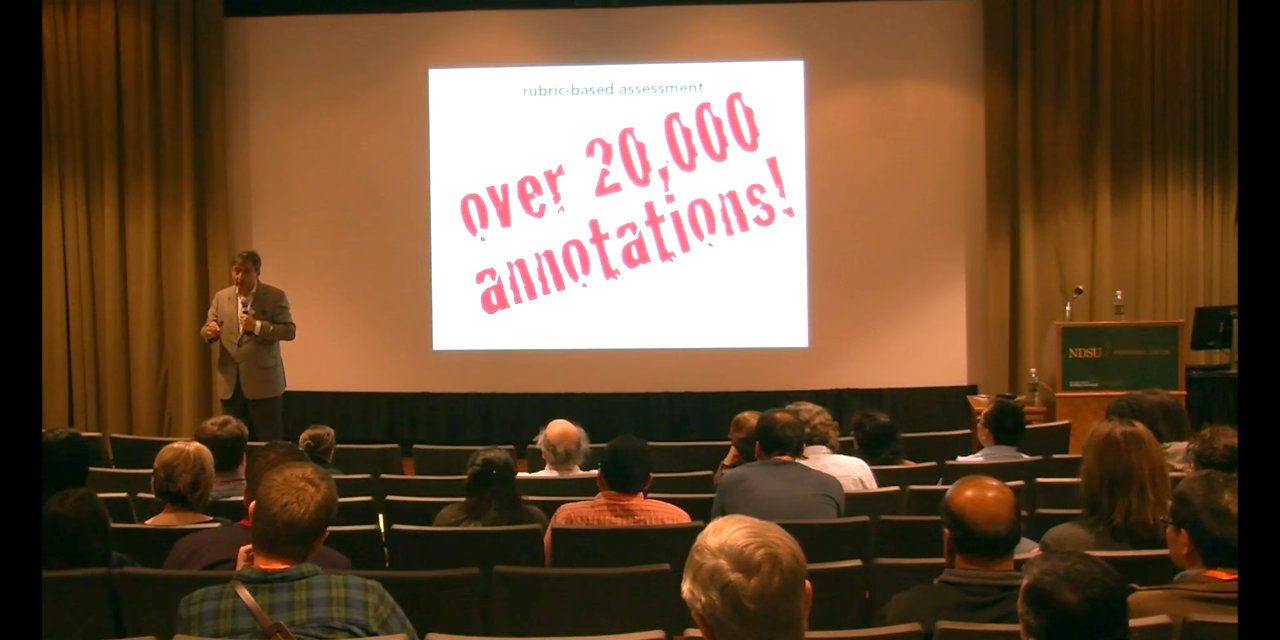 rubric-based assessment
over 20,000
annotations!
NDSU